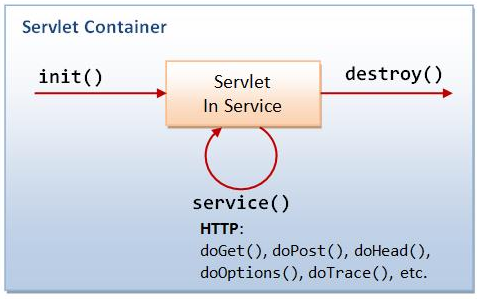 Servlet Container
init()
destroy()
Servlet
In Service
service()
HTTP:
doGet(), doPost(), doHead(),
doOptions(), doTrace(), etc.